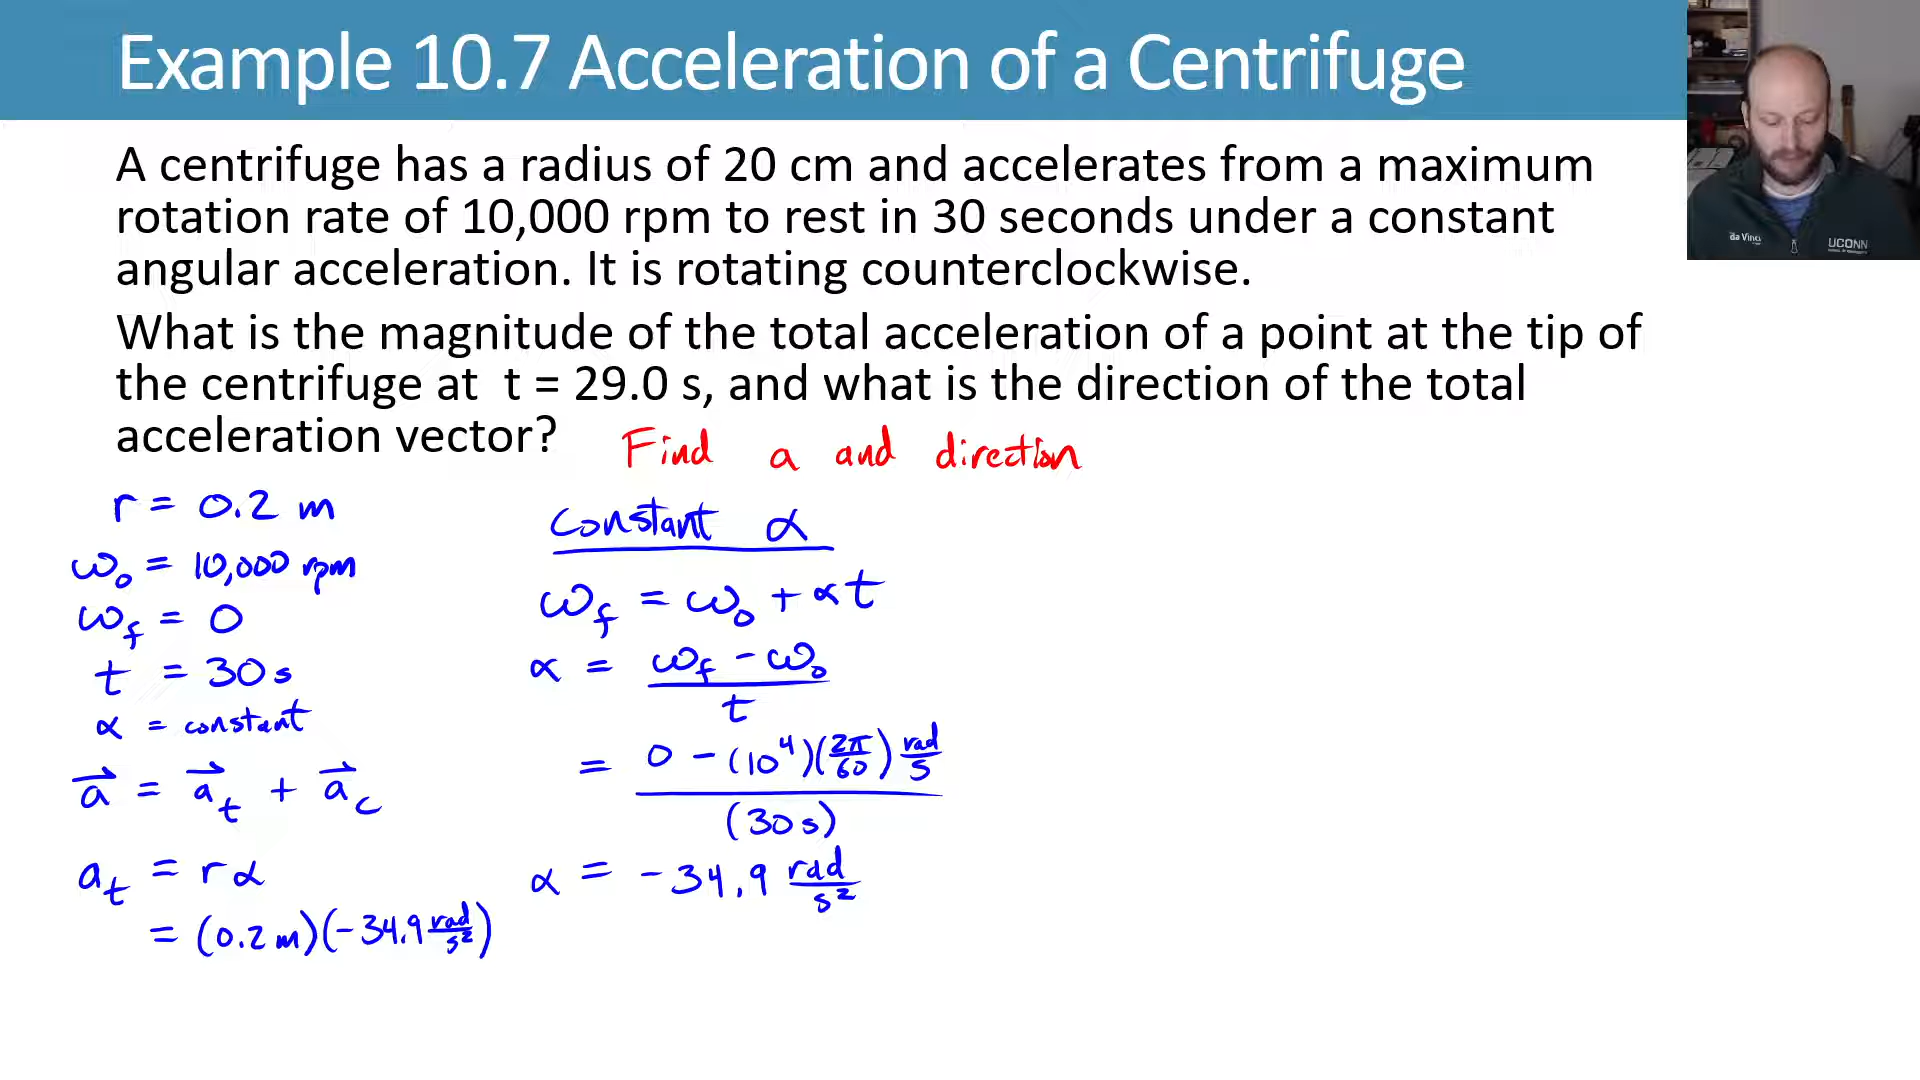 Example 10.7 Acceleration of a Centrifuge
A centrifuge has a radius of 20 cm and accelerates from a maximum
rotation rate of 10,000 rpm to rest in 30 seconds under a constant
angular acceleration. It is rotating counterclockwise.
What is the magnitude of the total acceleration of a point at the tip of
the centrifuge at t = 29.0 s, and what is the direction of the total
acceleration vector?
Find a and direction
r = 0.2 m
ω₀ = 10,000 rpm
ω_f = 0
t = 30 s
α = constant
a⃗ = a⃗_t + a⃗_c
a_t = rα
= (0.2 m)(-34.9 rad/s²)
constant α
ω_f = ω₀ + αt
α = (ω_f - ω₀)/t
= 0 - (10⁴)(2π/60) rad/s
(30 s)
α = -34.9 rad/s²
da Vinci
UCONN